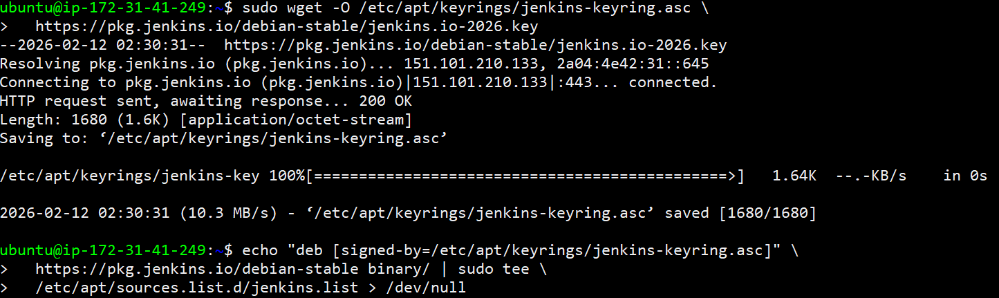 ubuntu@ip-172-31-41-249:~$ sudo wget -O /etc/apt/keyrings/jenkins-keyring.asc \
>   https://pkg.jenkins.io/debian-stable/jenkins.io-2026.key
--2026-02-12 02:30:31--  https://pkg.jenkins.io/debian-stable/jenkins.io-2026.key
Resolving pkg.jenkins.io (pkg.jenkins.io)... 151.101.210.133, 2a04:4e42:31::645
Connecting to pkg.jenkins.io (pkg.jenkins.io)|151.101.210.133|:443... connected.
HTTP request sent, awaiting response... 200 OK
Length: 1680 (1.6K) [application/octet-stream]
Saving to: ‘/etc/apt/keyrings/jenkins-keyring.asc’
/etc/apt/keyrings/jenkins-key 100%[==============================================>]   1.64K  --.-KB/s    in 0s
2026-02-12 02:30:31 (10.3 MB/s) - ‘/etc/apt/keyrings/jenkins-keyring.asc’ saved [1680/1680]
ubuntu@ip-172-31-41-249:~$ echo "deb [signed-by=/etc/apt/keyrings/jenkins-keyring.asc]" \
>   https://pkg.jenkins.io/debian-stable binary/ | sudo tee \
>   /etc/apt/sources.list.d/jenkins.list > /dev/null